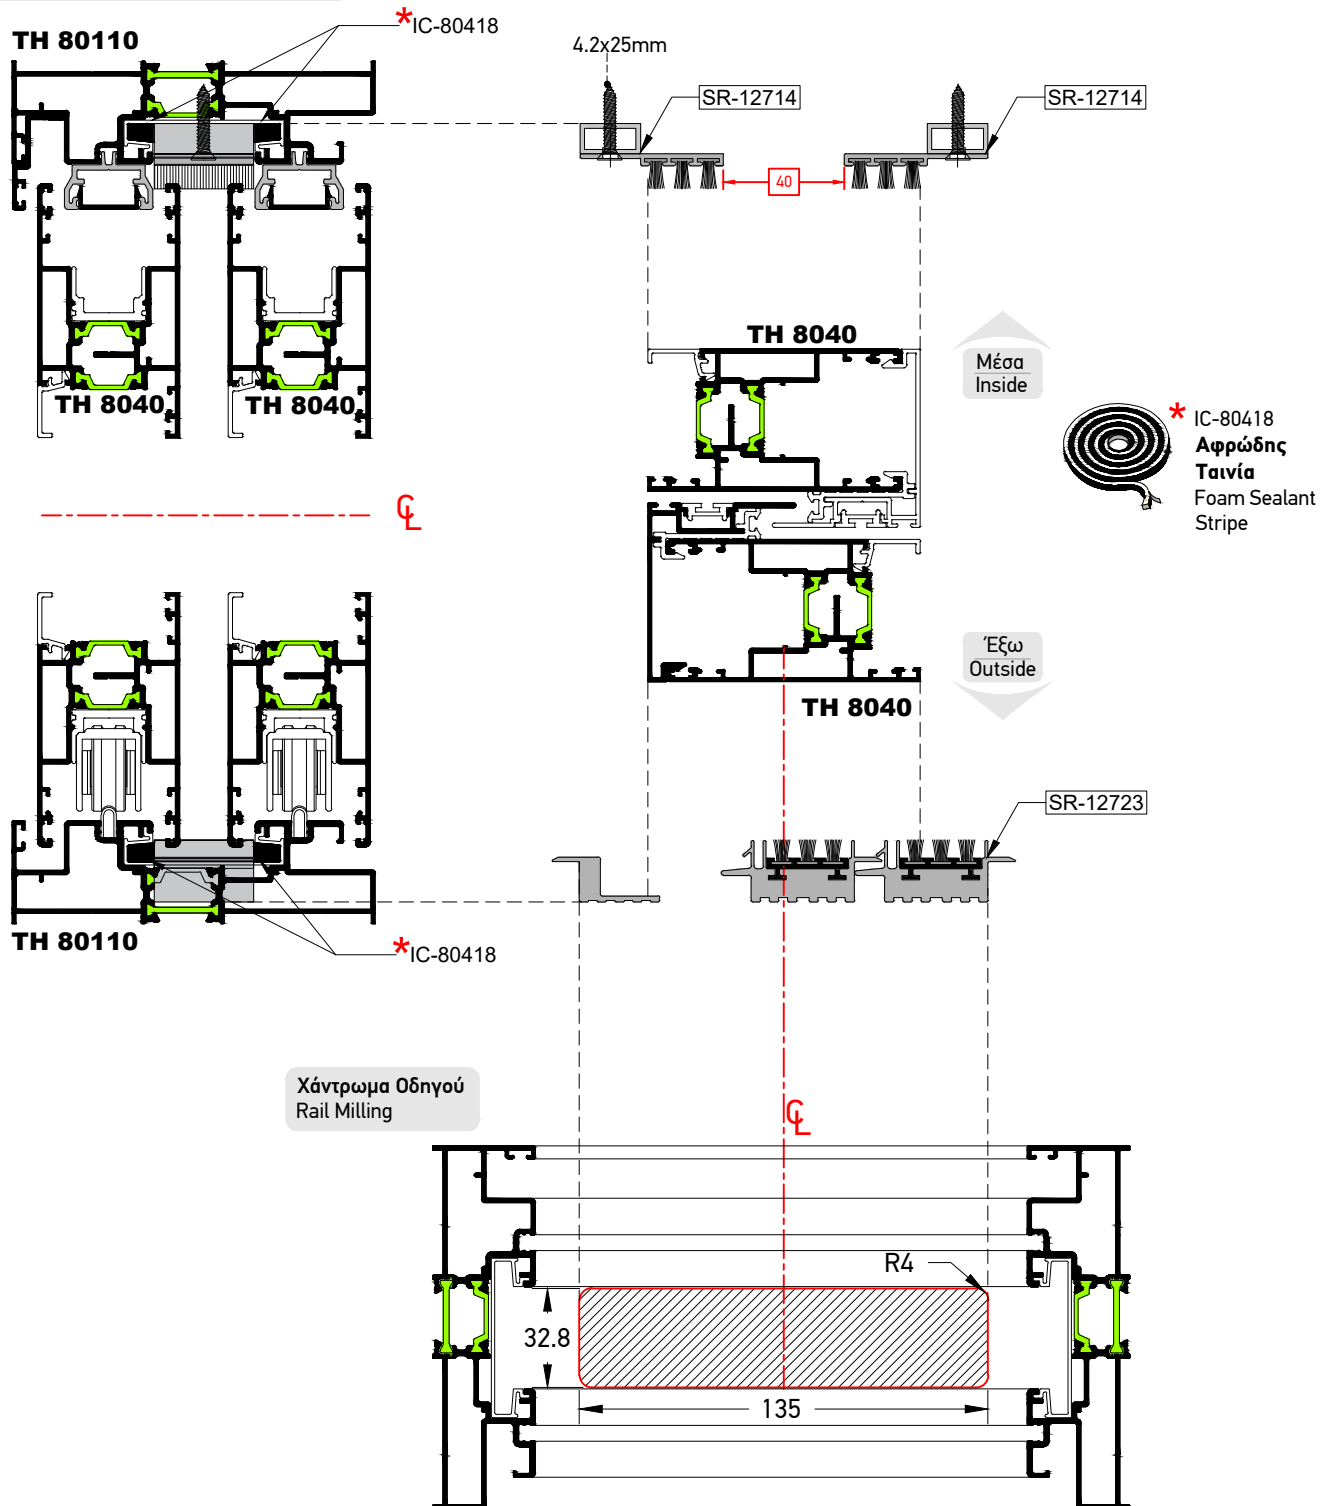 *IC-80418
TH 80110
4.2x25mm
SR-12714
SR-12714
40
TH 8040
TH 8040
TH 8040
Μέσα
Inside
* IC-80418
Αφρώδης
Ταινία
Foam Sealant
Stripe
CL
Έξω
Outside
TH 8040
SR-12723
TH 80110
*IC-80418
Χάντρωμα Οδηγού
Rail Milling
CL
R4
32.8
135